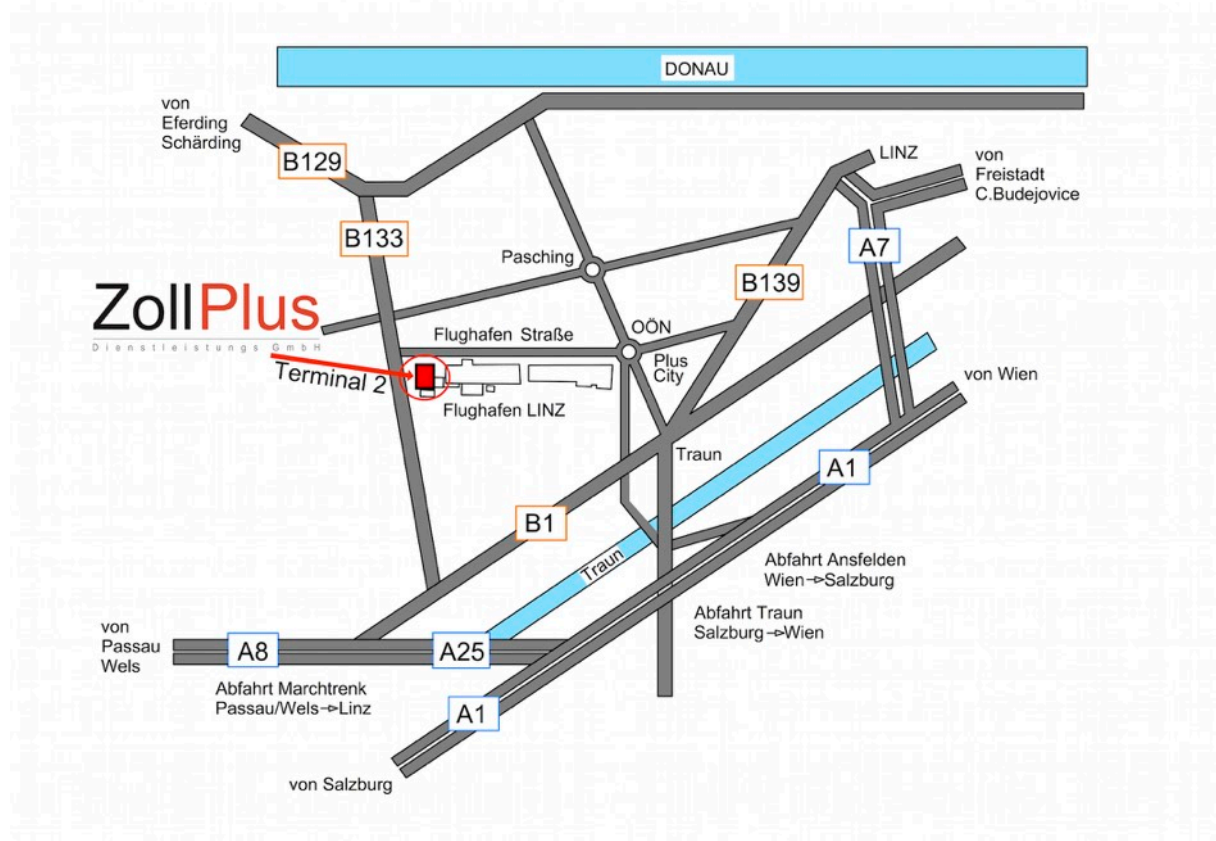 DONAU
von
Eferding
Schärding
B129
LINZ
von
Freistadt
C.Budejovice
B133
A7
Pasching
B139
ZollPlus
Dienstleistungs GmbH
Terminal 2
Flughafen Straße
OÖN
Plus
City
Flughafen LINZ
von Wien
Traun
A1
B1
Traun
Abfahrt Ansfelden
Wien→Salzburg
Abfahrt Traun
Salzburg→Wien
von
Passau
Wels
A8
A25
Abfahrt Marchtrenk
Passau/Wels→Linz
A1
von Salzburg